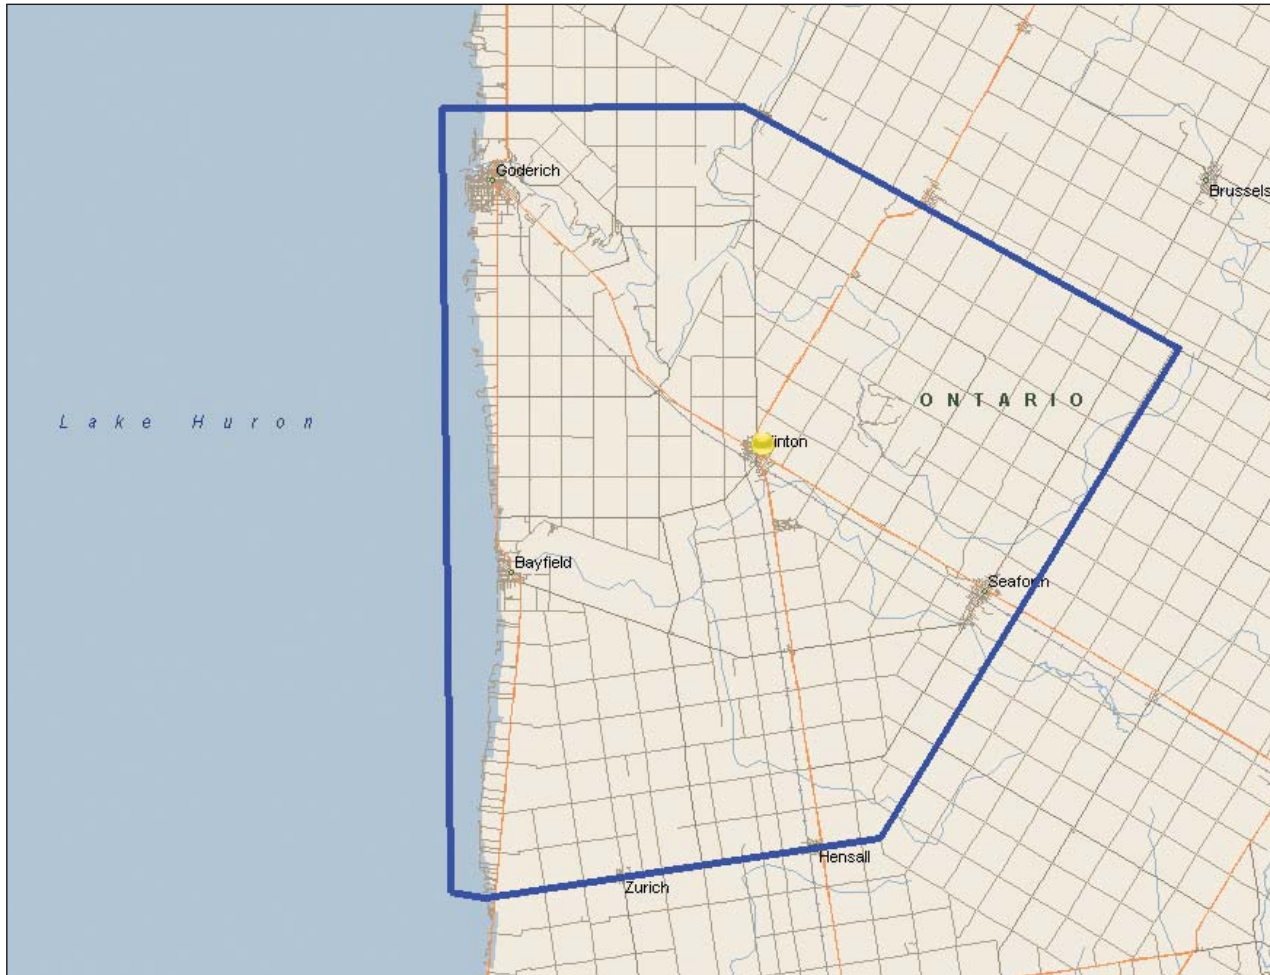 Goderich
Brussels
ONTARIO
Lake Huron
inton
Bayfield
Seaforth
Hensall
Zurich